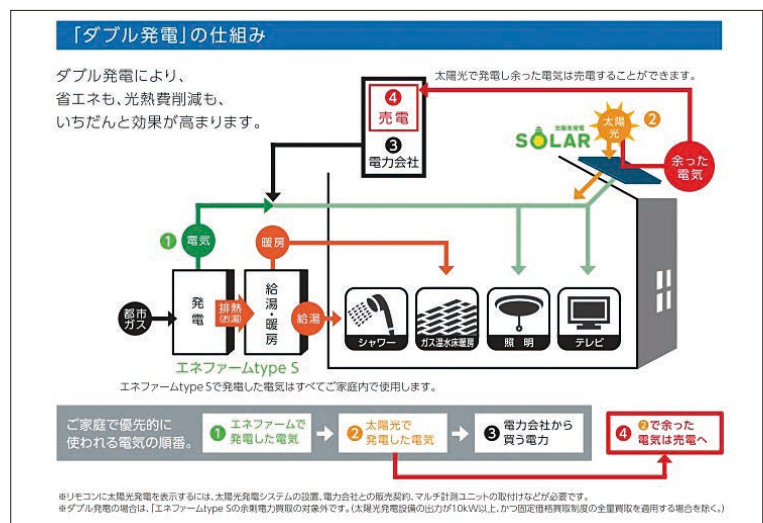 「ダブル発電」の仕組み
ダブル発電により、
省エネも、光熱費削減も、
いちだんと効果が高まります。
太陽光で発電し余った電気は売電することができます。
4
売電
3
電力会社
太陽光発電
SOLAR
太陽
光
2
余った
電気
1
電気
暖房
都市
ガス
発電
排熱
(お湯)
給湯・暖房
給湯
シャワー
ガス温水床暖房
照明
テレビ
エネファームtype S
エネファームtype Sで発電した電気はすべてご家庭内で使用します。
ご家庭で優先的に
使われる電気の順番。
1 エネファームで
発電した電気
2 太陽光で
発電した電気
3 電力会社から
買う電力
4 2で余った
電気は売電へ
※リモコンに太陽光発電を表示するには、太陽光発電システムの設置、電力会社との販売契約、マルチ計測ユニットの取付けなどが必要です。
※ダブル発電の場合は、「エネファームtype Sの余剰電力買取の対象外です。(太陽光発電設備の出力が10kW以上、かつ固定価格買取制度の全量買取を適用する場合を除く。)